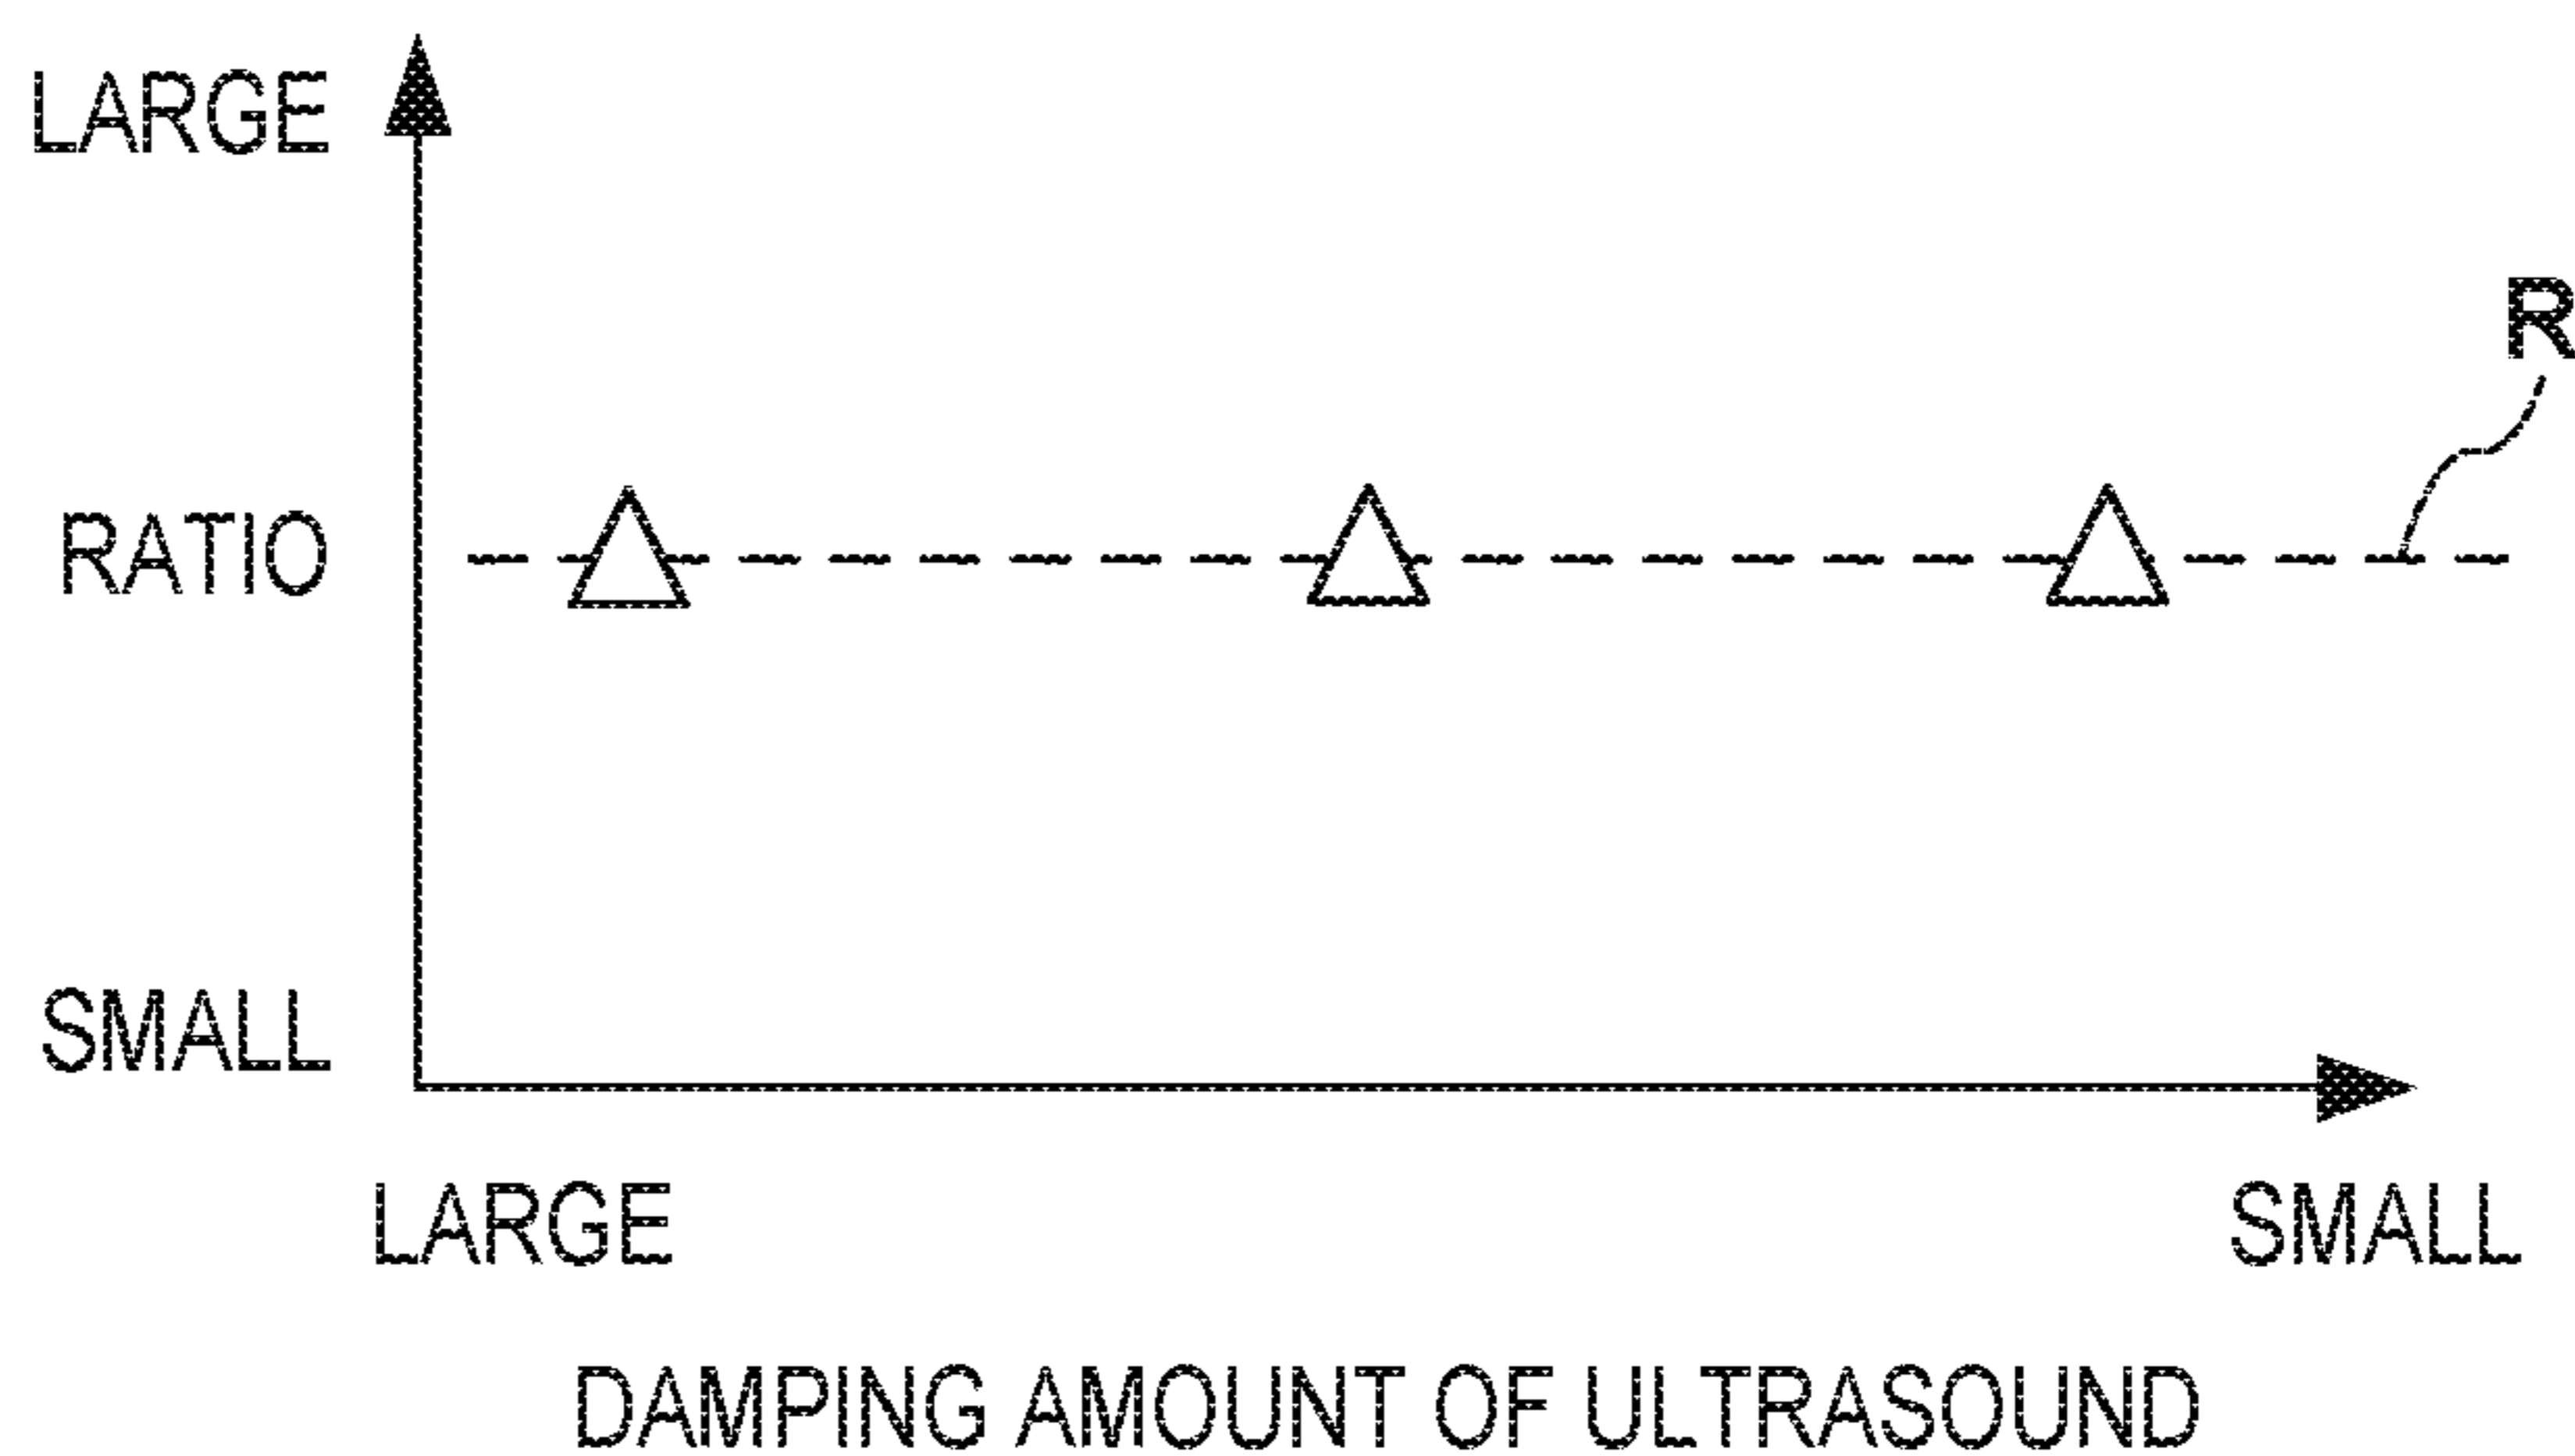 LARGE
R
RATIO
SMALL
LARGE
SMALL
DAMPING AMOUNT OF ULTRASOUND